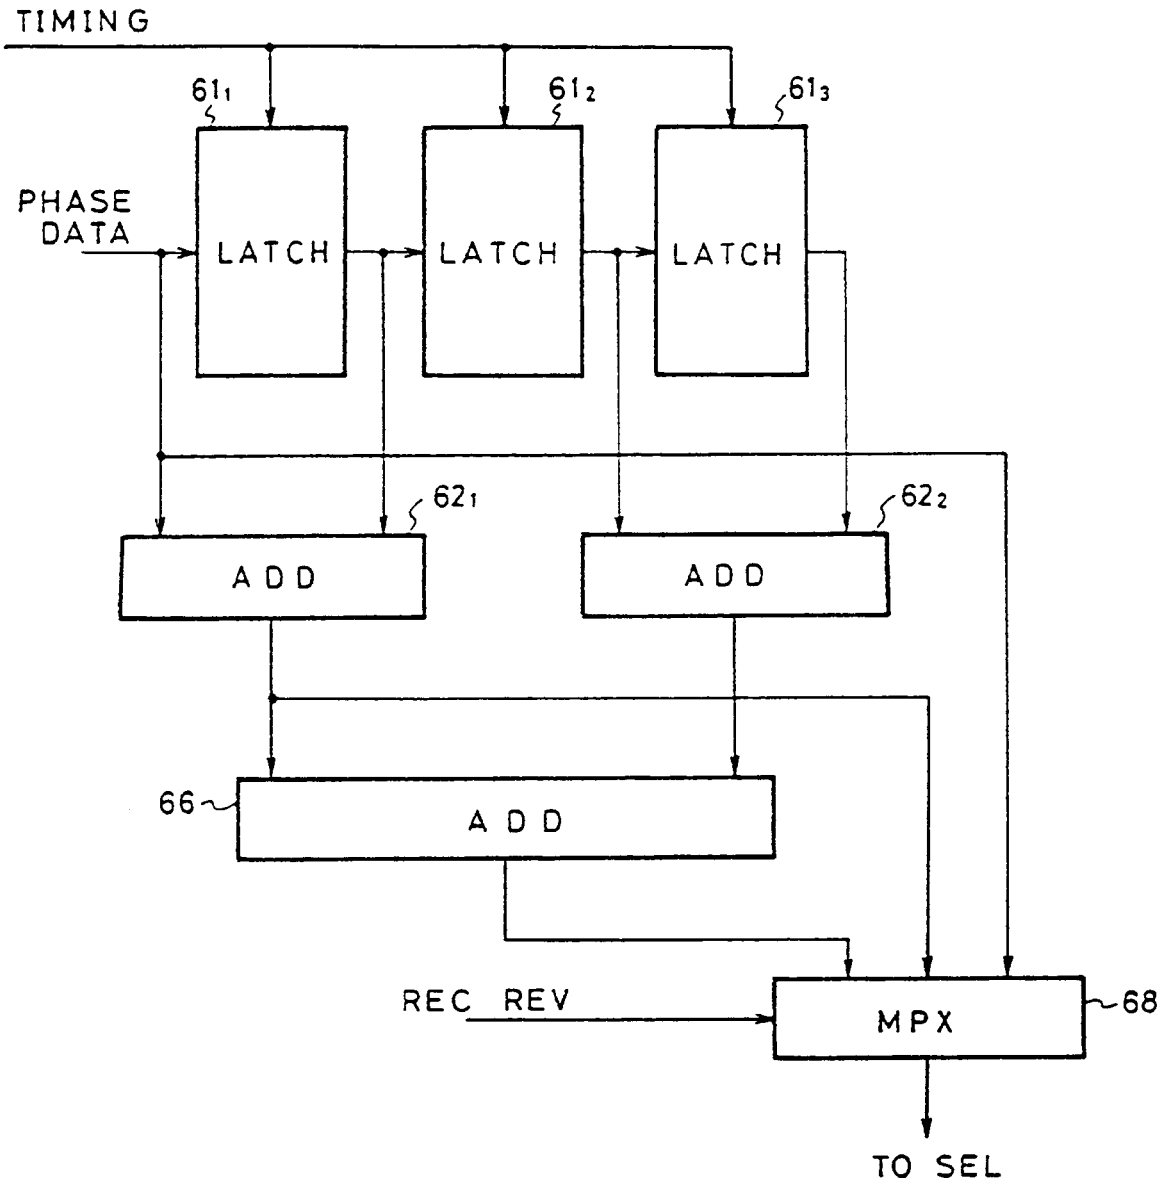 TIMING
61₁
61₂
61₃
PHASE
DATA
LATCH
LATCH
LATCH
62₁
62₂
ADD
ADD
66
ADD
REC REV
MPX
68
TO SEL